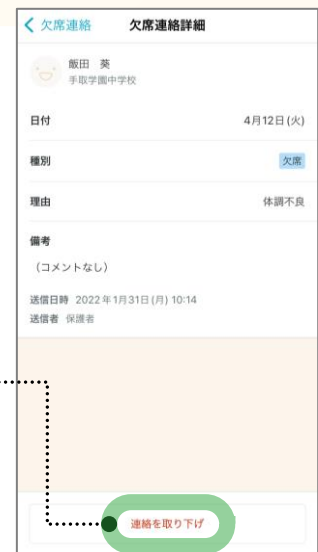 欠席連絡 欠席連絡詳細
飯田 葵
手取学園中学校
日付 4月12日(火)
種別 欠席
理由 体調不良
備考
(コメントなし)
送信日時 2022年1月31日(月) 10:14
送信者 保護者
連絡を取り下げ